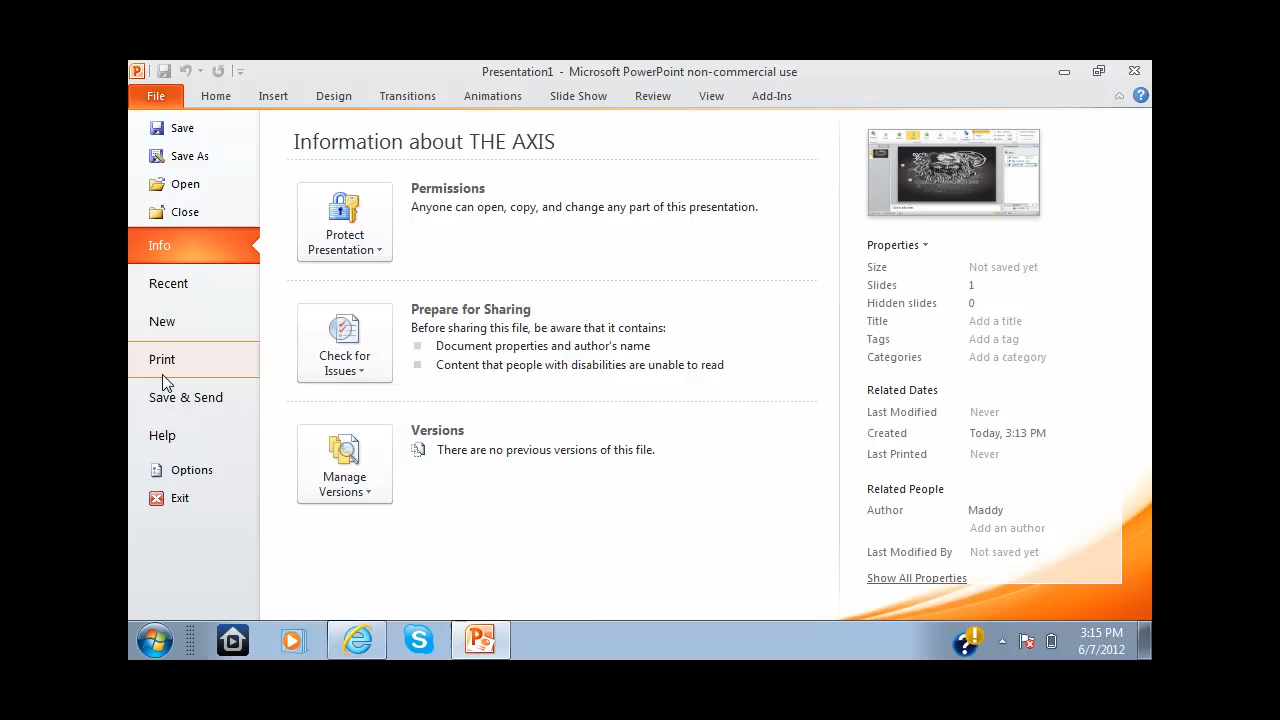 Presentation1 - Microsoft PowerPoint non-commercial use
File Home Insert Design Transitions Animations Slide Show Review View Add-Ins
Save
Save As
Open
Close
Info
Recent
New
Print
Save & Send
Help
Options
Exit
Information about THE AXIS
Protect
Presentation
Permissions
Anyone can open, copy, and change any part of this presentation.
Check for
Issues
Prepare for Sharing
Before sharing this file, be aware that it contains:
Document properties and author's name
Content that people with disabilities are unable to read
Manage
Versions
Versions
There are no previous versions of this file.
Properties
Size Not saved yet
Slides 1
Hidden slides 0
Title Add a title
Tags Add a tag
Categories Add a category
Related Dates
Last Modified Never
Created Today, 3:13 PM
Last Printed Never
Related People
Author Maddy
Add an author
Last Modified By Not saved yet
Show All Properties
3:15 PM
6/7/2012